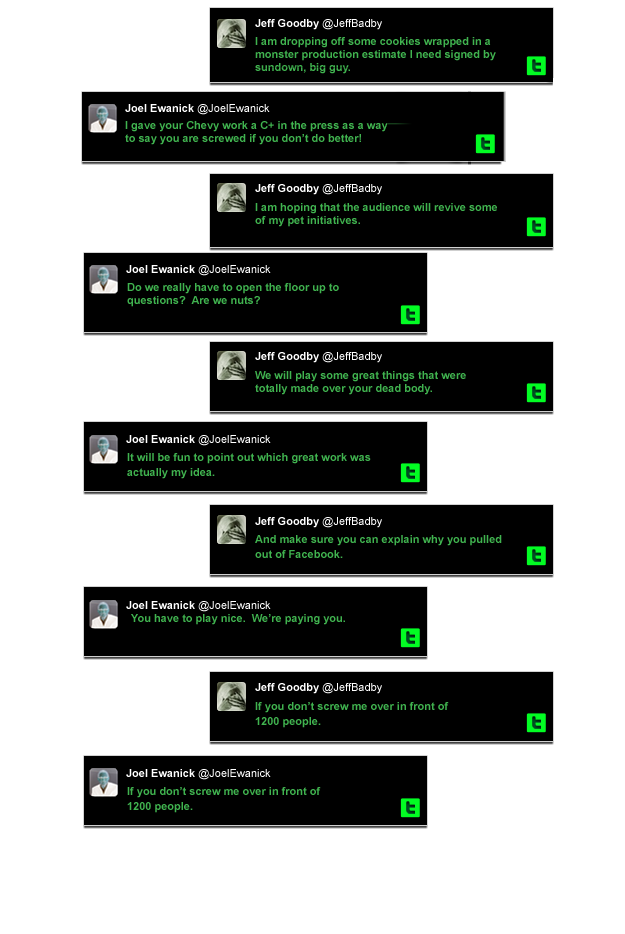 Jeff Goodby @JeffBadby
I am dropping off some cookies wrapped in a
monster production estimate I need signed by
sundown, big guy.
Joel Ewanick @JoelEwanick
I gave your Chevy work a C+ in the press as a way
to say you are screwed if you don't do better!
Jeff Goodby @JeffBadby
I am hoping that the audience will revive some
of my pet initiatives.
Joel Ewanick @JoelEwanick
Do we really have to open the floor up to
questions?  Are we nuts?
Jeff Goodby @JeffBadby
We will play some great things that were
totally made over your dead body.
Joel Ewanick @JoelEwanick
It will be fun to point out which great work was
actually my idea.
Jeff Goodby @JeffBadby
And make sure you can explain why you pulled
out of Facebook.
Joel Ewanick @JoelEwanick
You have to play nice.  We're paying you.
Jeff Goodby @JeffBadby
If you don't screw me over in front of
1200 people.
Joel Ewanick @JoelEwanick
If you don't screw me over in front of
1200 people.